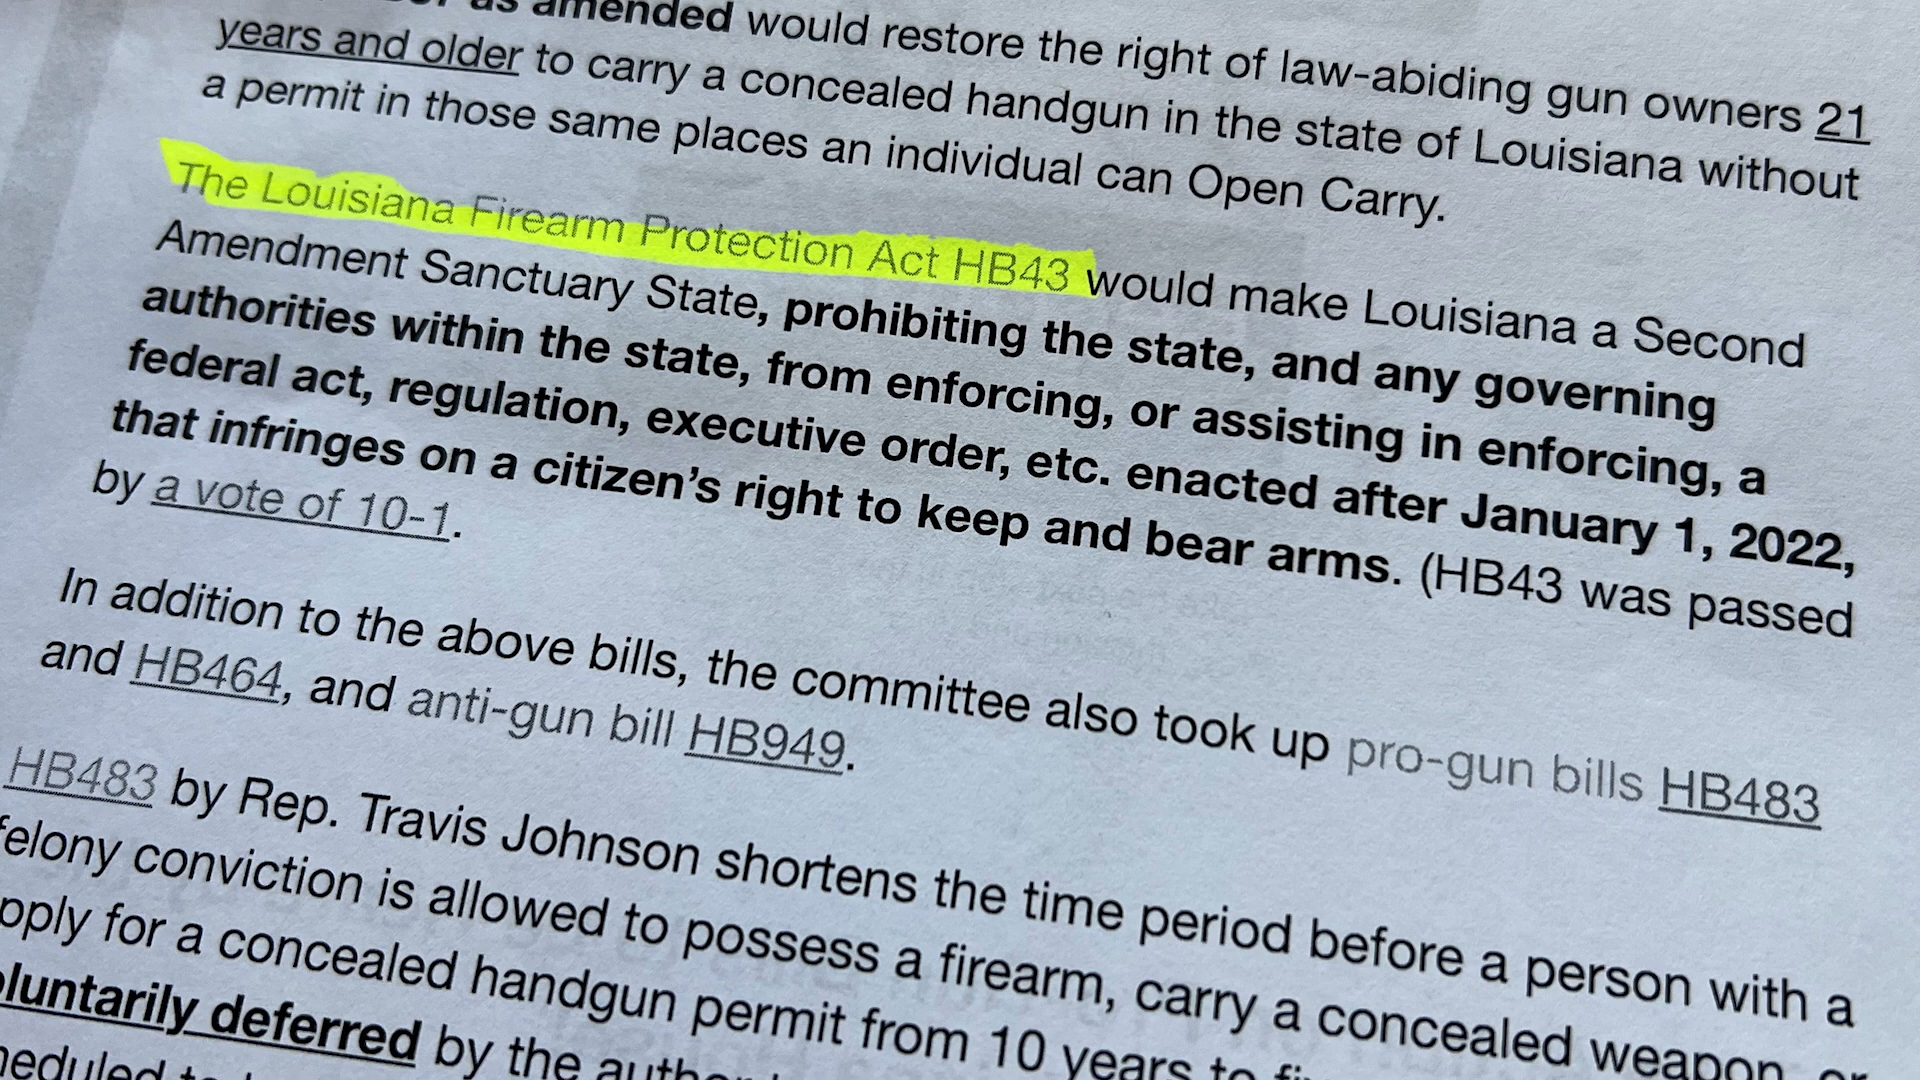 as amended would restore the right of law-abiding gun owners 21
years and older to carry a concealed handgun in the state of Louisiana without
a permit in those same places an individual can Open Carry.
The Louisiana Firearm Protection Act HB43 would make Louisiana a Second
Amendment Sanctuary State, prohibiting the state, and any governing
authorities within the state, from enforcing, or assisting in enforcing, a
federal act, regulation, executive order, etc. enacted after January 1, 2022,
that infringes on a citizen’s right to keep and bear arms. (HB43 was passed
by a vote of 10-1.
In addition to the above bills, the committee also took up pro-gun bills HB483
and HB464, and anti-gun bill HB949.
HB483 by Rep. Travis Johnson shortens the time period before a person with a
felony conviction is allowed to possess a firearm, carry a concealed weapon, or
pply for a concealed handgun permit from 10 years to
oluntarily deferred by the